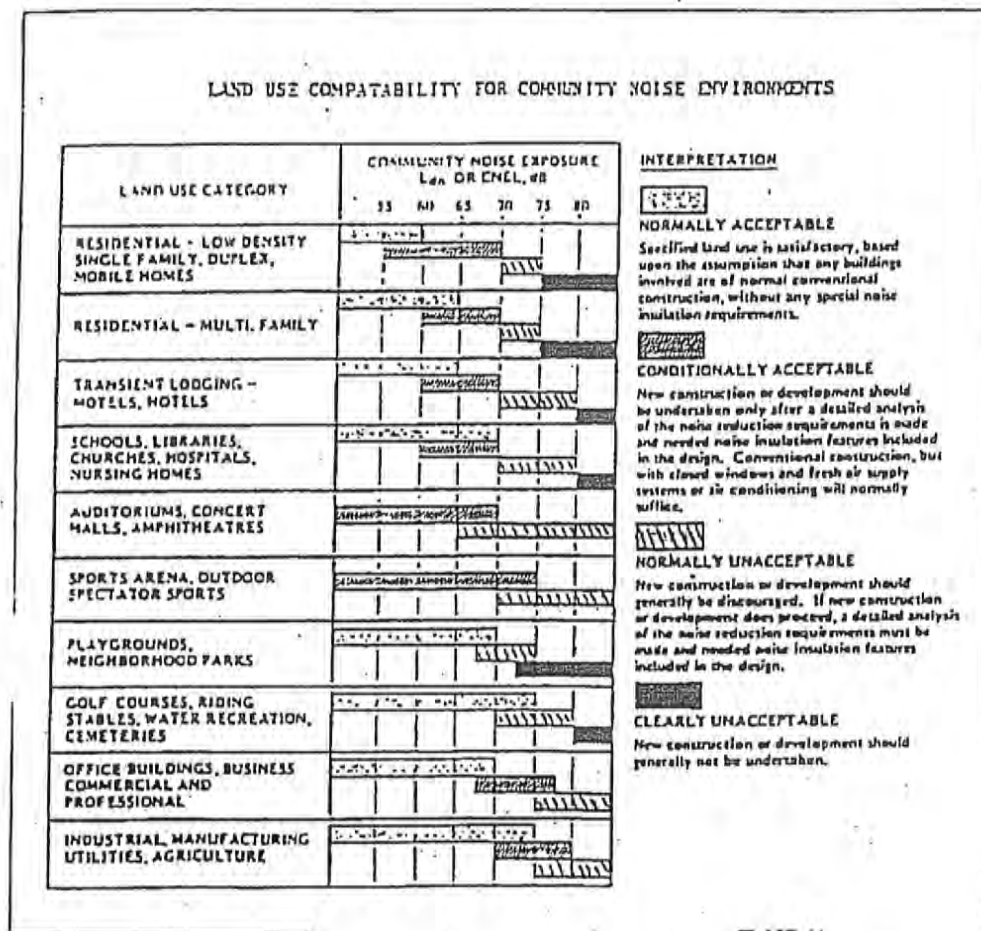 LAND USE COMPATABILITY FOR COMMUNITY NOISE ENVIRONMENTS
LAND USE CATEGORY
COMMUNITY NOISE EXPOSURE
Ldn OR CNEL, dB
55 60 65 70 75 80
RESIDENTIAL - LOW DENSITY
SINGLE FAMILY, DUPLEX,
MOBILE HOMES
RESIDENTIAL - MULTI. FAMILY
TRANSIENT LODGING -
MOTELS, HOTELS
SCHOOLS, LIBRARIES,
CHURCHES, HOSPITALS,
NURSING HOMES
AUDITORIUMS, CONCERT
HALLS, AMPHITHEATRES
SPORTS ARENA, OUTDOOR
SPECTATOR SPORTS
PLAYGROUNDS,
NEIGHBORHOOD PARKS
GOLF COURSES, RIDING
STABLES, WATER RECREATION,
CEMETERIES
OFFICE BUILDINGS, BUSINESS
COMMERCIAL AND
PROFESSIONAL
INDUSTRIAL, MANUFACTURING
UTILITIES, AGRICULTURE
INTERPRETATION
NORMALLY ACCEPTABLE
Specified land use is satisfactory, based
upon the assumption that any buildings
involved are of normal conventional
construction, without any special noise
insulation requirements.
CONDITIONALLY ACCEPTABLE
New construction or development should
be undertaken only after a detailed analysis
of the noise reduction requirements is made
and needed noise insulation features included
in the design. Conventional construction, but
with closed windows and fresh air supply
systems or air conditioning will normally
suffice.
NORMALLY UNACCEPTABLE
New construction or development should
generally be discouraged. If new construction
or development does proceed, a detailed analysis
of the noise reduction requirements must be
made and needed noise insulation features
included in the design.
CLEARLY UNACCEPTABLE
New construction or development should
generally not be undertaken.